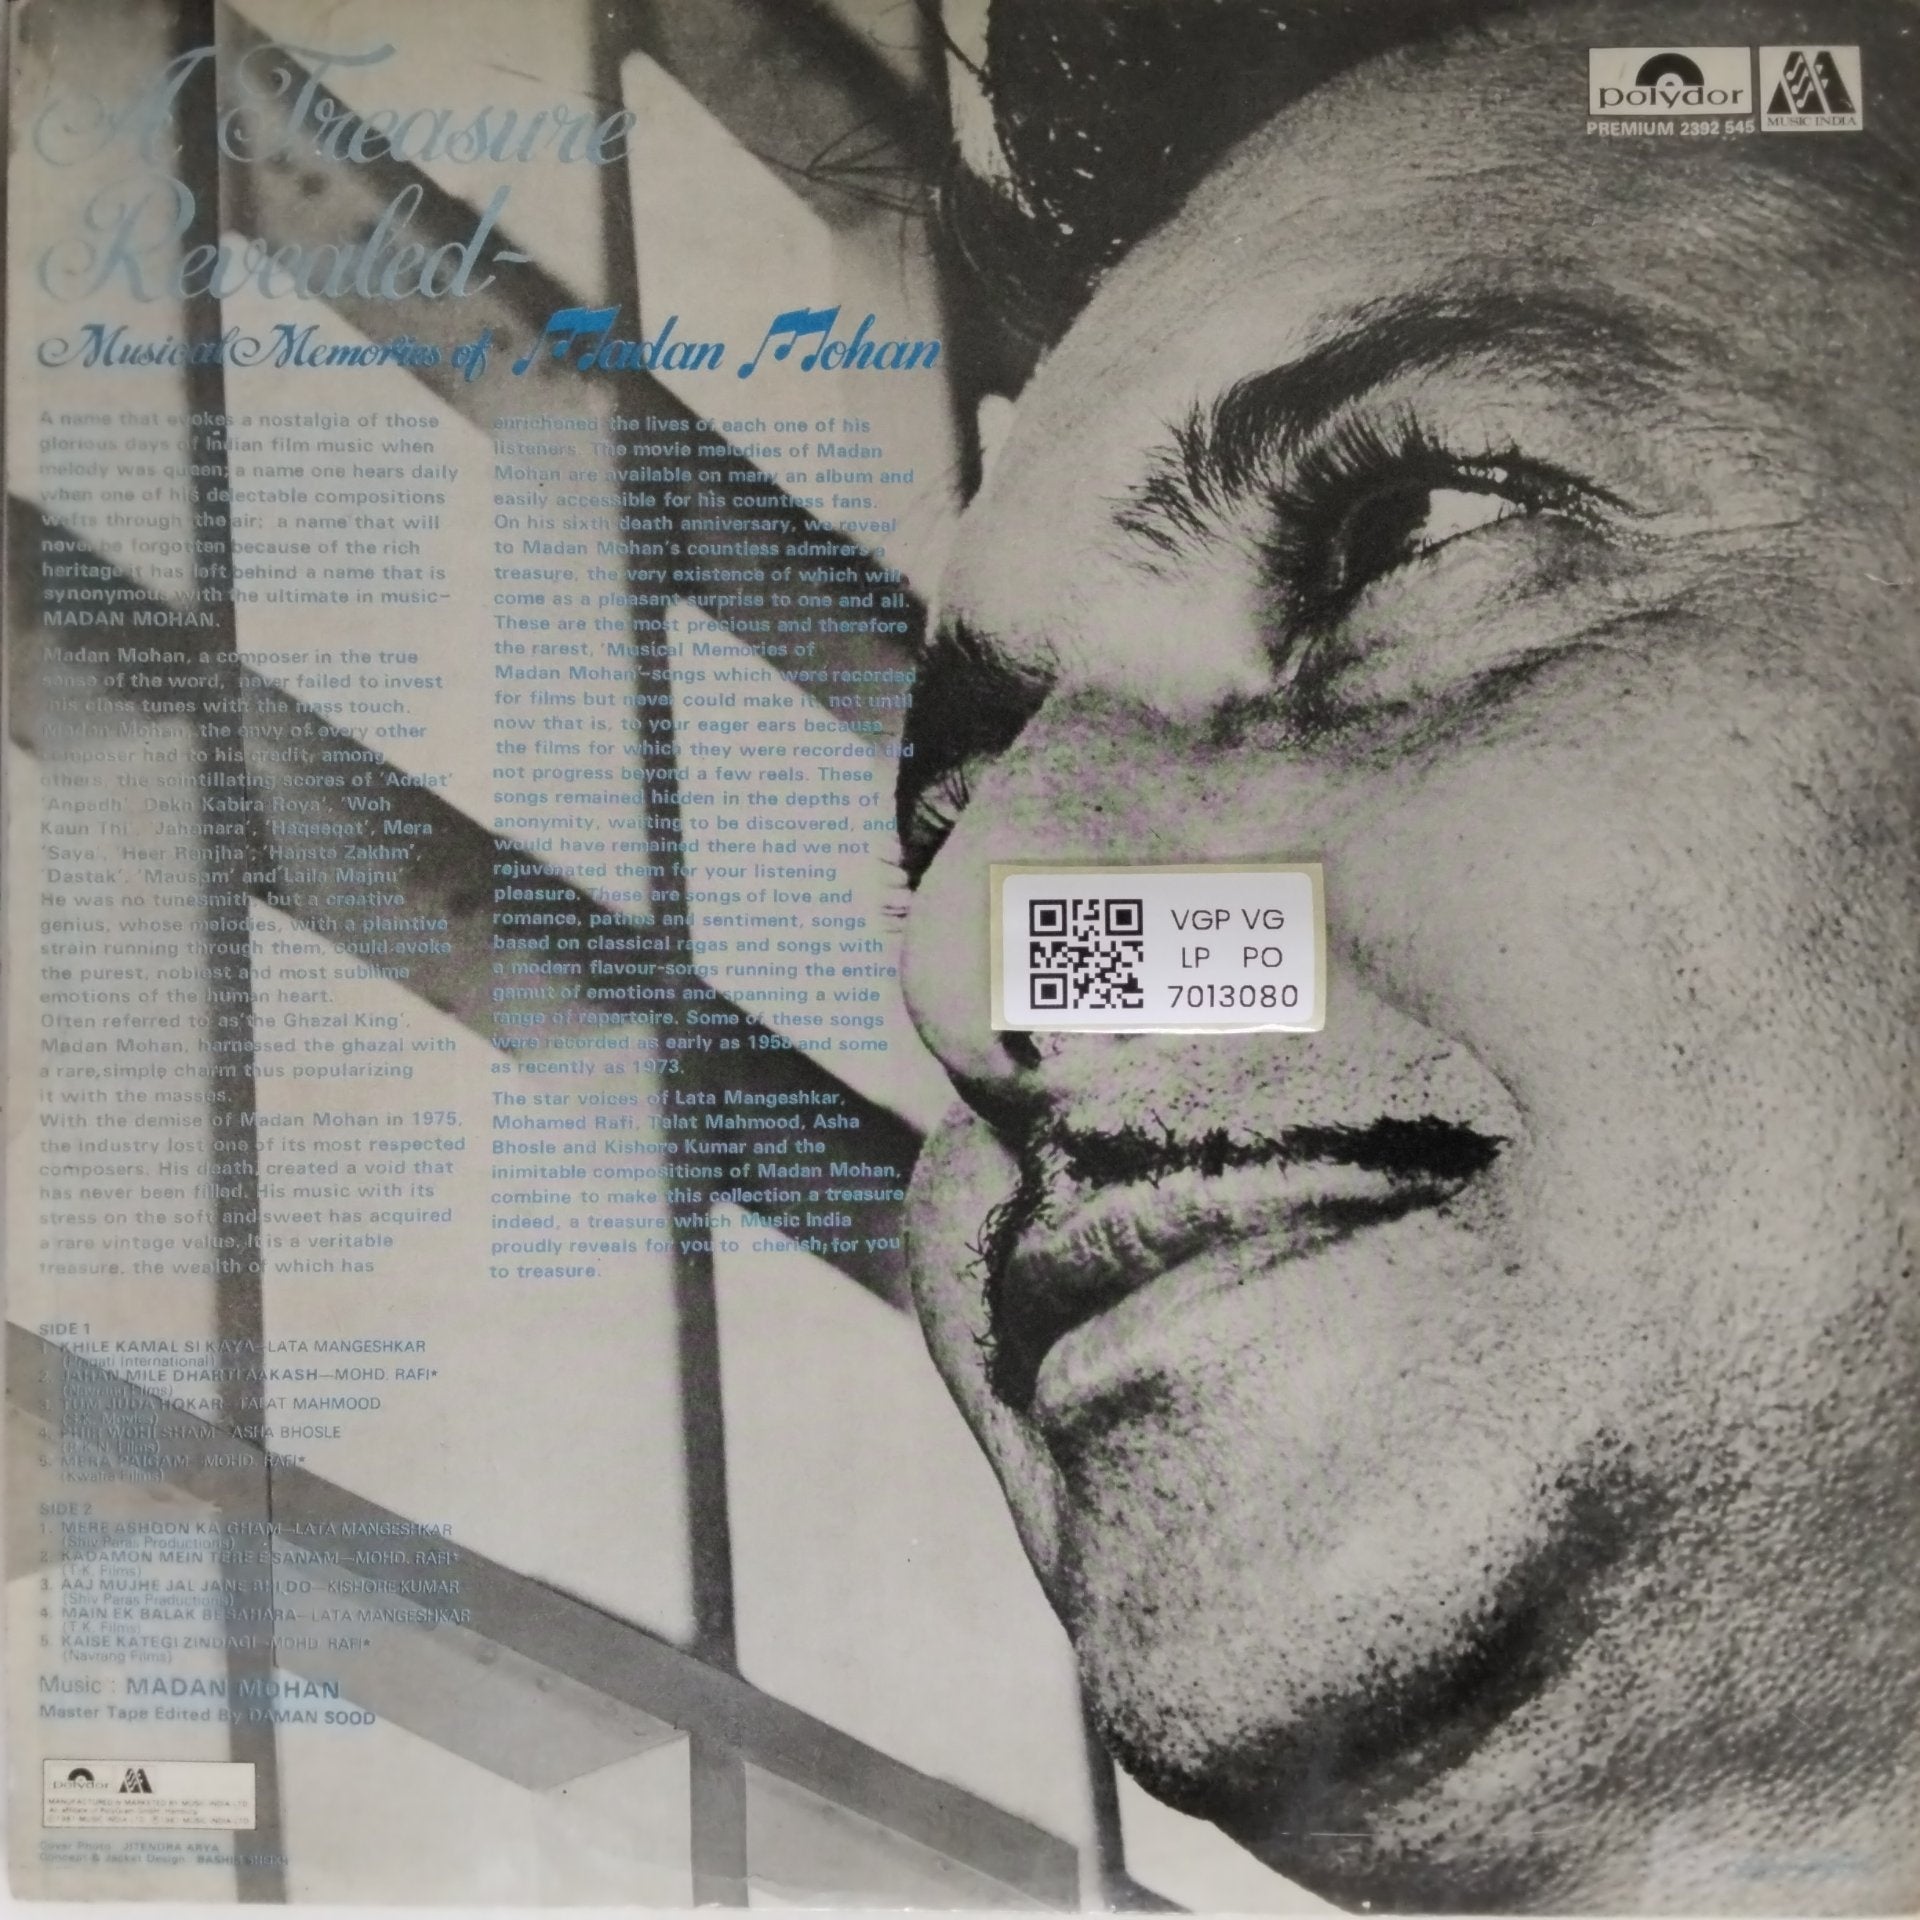 A Treasure
Revealed-
Musical Memories of Madan Mohan
polydor
PREMIUM 2392 545
MUSIC INDIA
A name that evokes a nostalgia of those
glorious days of Indian film music when
melody was queen; a name one hears daily
when one of his delectable compositions
wafts through the air; a name that will
never be forgotten because of the rich
heritage it has left behind a name that is
synonymous with the ultimate in music-
MADAN MOHAN.
Madan Mohan, a composer in the true
sense of the word, never failed to invest
his class tunes with the mass touch.
Madan Mohan, the envy of every other
composer had to his credit, among
others, the scintillating scores of 'Adalat'
'Anpadh', Dekh Kabira Roya', 'Woh
Kaun Thi', 'Jahanara', 'Haqeeqat', Mera
'Saya', 'Heer Ranjha', 'Hanste Zakhm',
'Dastak', 'Mausam' and 'Laila Majnu'
He was no tunesmith, but a creative
genius, whose melodies, with a plaintive
strain running through them, could evoke
the purest, noblest and most sublime
emotions of the human heart.
Often referred to as 'the Ghazal King',
Madan Mohan, harnessed the ghazal with
a rare, simple charm thus popularizing
it with the masses.
With the demise of Madan Mohan in 1975,
the industry lost one of its most respected
composers. His death, created a void that
has never been filled. His music with its
stress on the soft and sweet has acquired
a rare vintage value. It is a veritable
treasure, the wealth of which has
enrichened the lives of each one of his
listeners. The movie melodies of Madan
Mohan are available on many an album and
easily accessible for his countless fans.
On his sixth death anniversary, we reveal
to Madan Mohan's countless admirers a
treasure, the very existence of which will
come as a pleasant surprise to one and all.
These are the most precious and therefore
the rarest, 'Musical Memories of
Madan Mohan'-songs which were recorded
for films but never could make it, not until
now that is, to your eager ears because
the films for which they were recorded did
not progress beyond a few reels. These
songs remained hidden in the depths of
anonymity, waiting to be discovered, and
would have remained there had we not
rejuvenated them for your listening
pleasure. These are songs of love and
romance, pathos and sentiment, songs
based on classical ragas and songs with
a modern flavour-songs running the entire
gamut of emotions and spanning a wide
range of repertoire. Some of these songs
were recorded as early as 1958 and some
as recently as 1973.
The star voices of Lata Mangeshkar,
Mohamed Rafi, Talat Mahmood, Asha
Bhosle and Kishore Kumar and the
inimitable compositions of Madan Mohan,
combine to make this collection a treasure
indeed, a treasure which Music India
proudly reveals for you to cherish, for you
to treasure.
VGP VG
LP PO
7013080
SIDE 1
1. KHILE KAMAL SI KAYA—LATA MANGESHKAR
(Pragati International)
2. JAHAN MILE DHARTI AAKASH—MOHD. RAFI*
(Navrang Films)
3. TUM JUDA HOKAR—TALAT MAHMOOD
(S.K. Movies)
4. PHIR WOHI SHAM—ASHA BHOSLE
(R.K.N. Films)
5. MERA PAIGAM—MOHD. RAFI*
(Kwatra Films)
SIDE 2
1. MERE ASHQON KA GHAM—LATA MANGESHKAR
(Shiv Paras Productions)
2. KADAMON MEIN TERE E SANAM—MOHD. RAFI*
(T.K. Films)
3. AAJ MUJHE JAL JANE BHI DO—KISHORE KUMAR
(Shiv Paras Productions)
4. MAIN EK BALAK BESAHARA—LATA MANGESHKAR
(T.K. Films)
5. KAISE KATEGI ZINDAGI—MOHD. RAFI*
(Navrang Films)
Music : MADAN MOHAN
Master Tape Edited By DAMAN SOOD
polydor
MANUFACTURED & MARKETED BY MUSIC INDIA LTD.
An affiliate of PolyGram GmbH, Hamburg
© 1981 MUSIC INDIA LTD. ℗ 1981 MUSIC INDIA LTD.
Cover Photo JITENDRA ARYA
Concept & Jacket Design